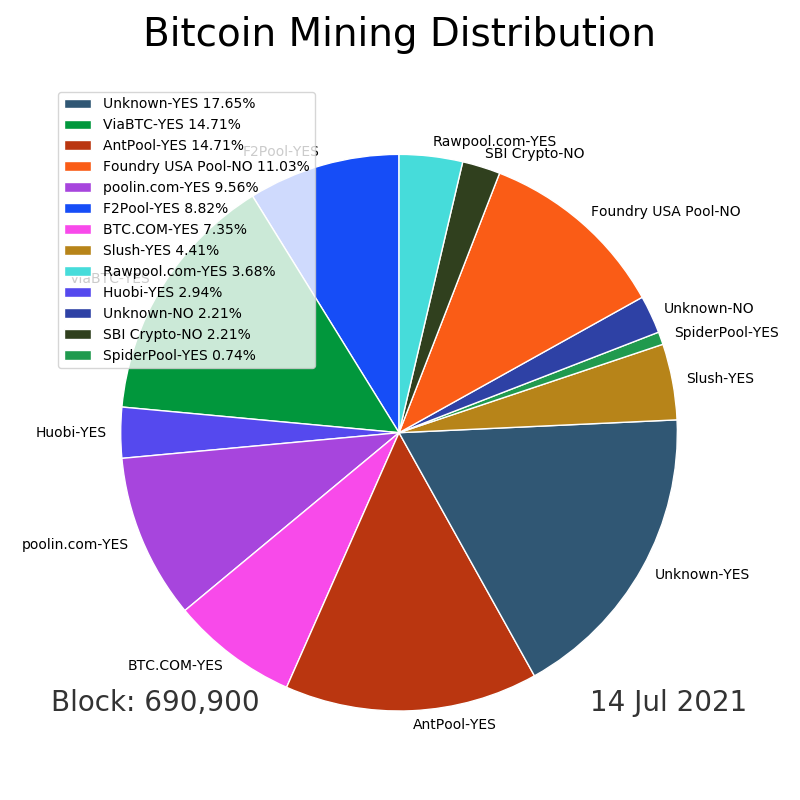 Bitcoin Mining Distribution
Unknown-YES 17.65%
ViaBTC-YES 14.71%
AntPool-YES 14.71%
Foundry USA Pool-NO 11.03%
poolin.com-YES 9.56%
F2Pool-YES 8.82%
BTC.COM-YES 7.35%
Slush-YES 4.41%
Rawpool.com-YES 3.68%
Huobi-YES 2.94%
Unknown-NO 2.21%
SBI Crypto-NO 2.21%
SpiderPool-YES 0.74%
Rawpool.com-YES
SBI Crypto-NO
F2Pool-YES
Foundry USA Pool-NO
ViaBTC-YES
Unknown-NO
SpiderPool-YES
Slush-YES
Huobi-YES
poolin.com-YES
Unknown-YES
BTC.COM-YES
AntPool-YES
Block: 690,900
14 Jul 2021